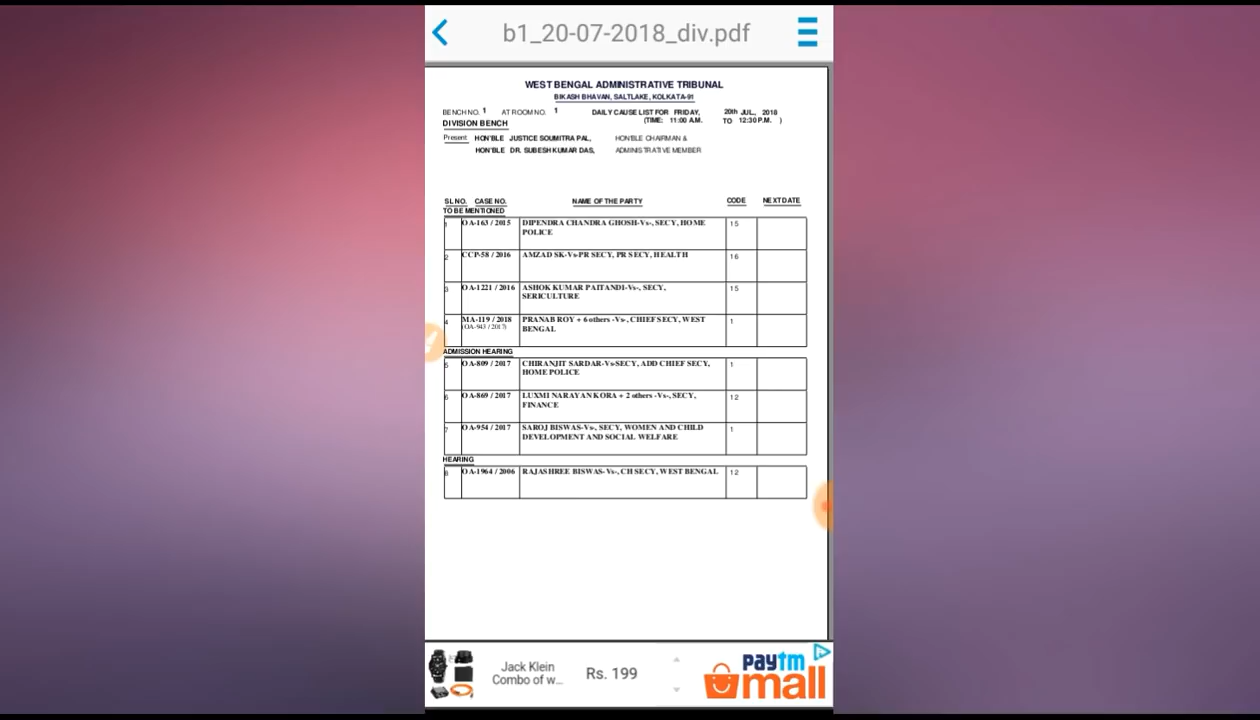 b1_20-07-2018_div.pdf
WEST BENGAL ADMINISTRATIVE TRIBUNAL
BIKASH BHAVAN, SALTLAKE, KOLKATA-91
BENCH NO. 1 AT ROOM NO. 1 DAILY CAUSE LIST FOR FRIDAY, 20th JUL, 2018
DIVISION BENCH (TIME: 11:00 A.M. TO 12:30 P.M. )
Present HON'BLE JUSTICE SOUMITRA PAL, HON'BLE CHAIRMAN &
HON'BLE DR. SUBESH KUMAR DAS, ADMINISTRATIVE MEMBER
SL NO. CASE NO. NAME OF THE PARTY CODE NEXT DATE
TO BE MENTIONED
1 OA-163 / 2015 DIPENDRA CHANDRA GHOSH-Vs-, SECY, HOME 15
POLICE
2 CCP-58 / 2016 AMZAD SK-Vs-PR SECY, PR SECY, HEALTH 16
3 OA-1221 / 2016 ASHOK KUMAR PAITANDI-Vs-, SECY, 15
SERICULTURE
4 MA-119 / 2018 PRANAB ROY + 6 others -Vs-, CHIEF SECY, WEST 1
(OA-943 / 2017) BENGAL
ADMISSION HEARING
5 OA-809 / 2017 CHIRANJIT SARDAR-Vs-SECY, ADD CHIEF SECY, 1
HOME POLICE
6 OA-869 / 2017 LUXMI NARAYAN KORA + 2 others -Vs-, SECY, 12
FINANCE
7 OA-954 / 2017 SAROJ BISWAS-Vs-, SECY, WOMEN AND CHILD 1
DEVELOPMENT AND SOCIAL WELFARE
HEARING
8 OA-1964 / 2006 RAJASHREE BISWAS-Vs-, CH SECY, WEST BENGAL 12
Jack Klein
Combo of w...
Rs. 199
paytm
mall